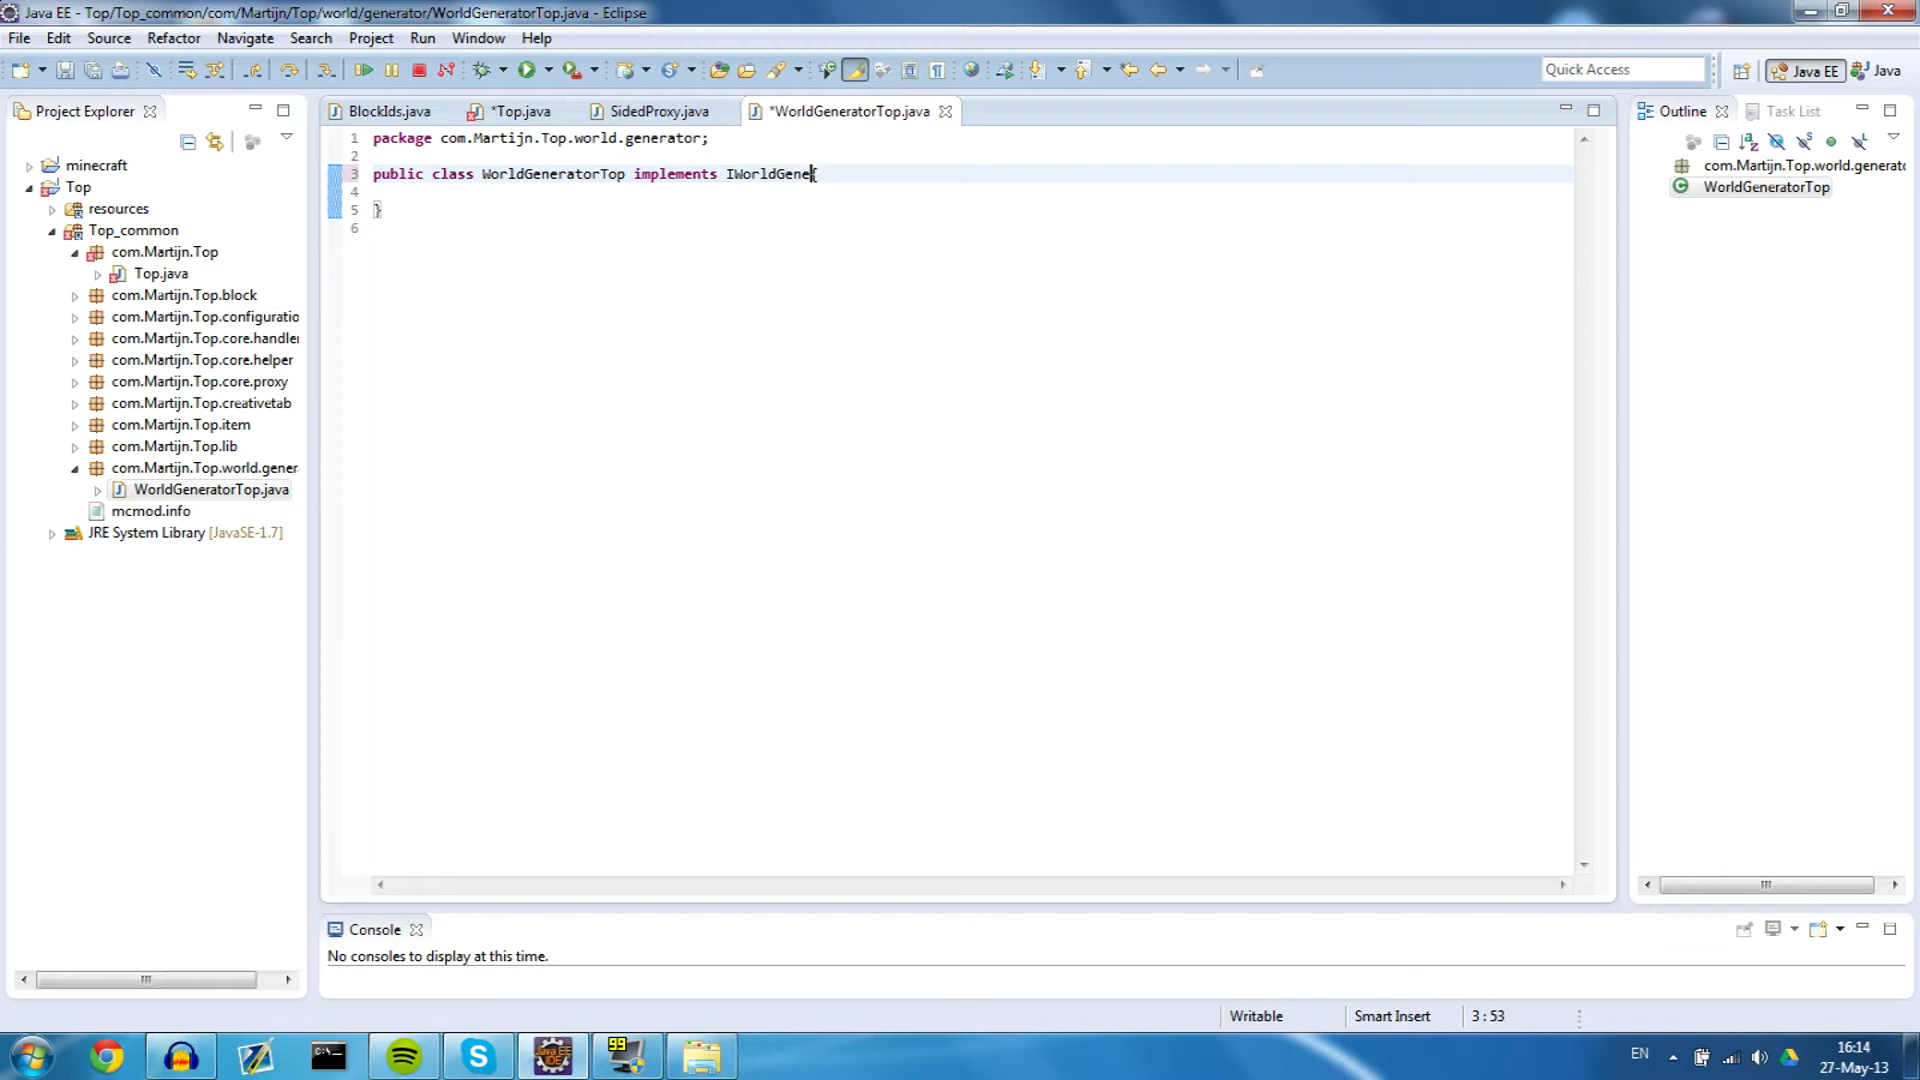 Java EE - Top/Top_common/com/Martijn/Top/world/generator/WorldGeneratorTop.java - Eclipse
File Edit Source Refactor Navigate Search Project Run Window Help
Quick Access
Java EE
Java
Project Explorer
minecraft
Top
resources
Top_common
com.Martijn.Top
Top.java
com.Martijn.Top.block
com.Martijn.Top.configuratio
com.Martijn.Top.core.handler
com.Martijn.Top.core.helper
com.Martijn.Top.core.proxy
com.Martijn.Top.creativetab
com.Martijn.Top.item
com.Martijn.Top.lib
com.Martijn.Top.world.gener
WorldGeneratorTop.java
mcmod.info
JRE System Library [JavaSE-1.7]
BlockIds.java *Top.java SidedProxy.java *WorldGeneratorTop.java
1 package com.Martijn.Top.world.generator;
2
3 public class WorldGeneratorTop implements IWorldGene{
4
5 }
6
Outline Task List
com.Martijn.Top.world.generato
WorldGeneratorTop
Console
No consoles to display at this time.
Writable Smart Insert 3 : 53
C:\_
Java EE
IDE
99
EN
16:14
27-May-13